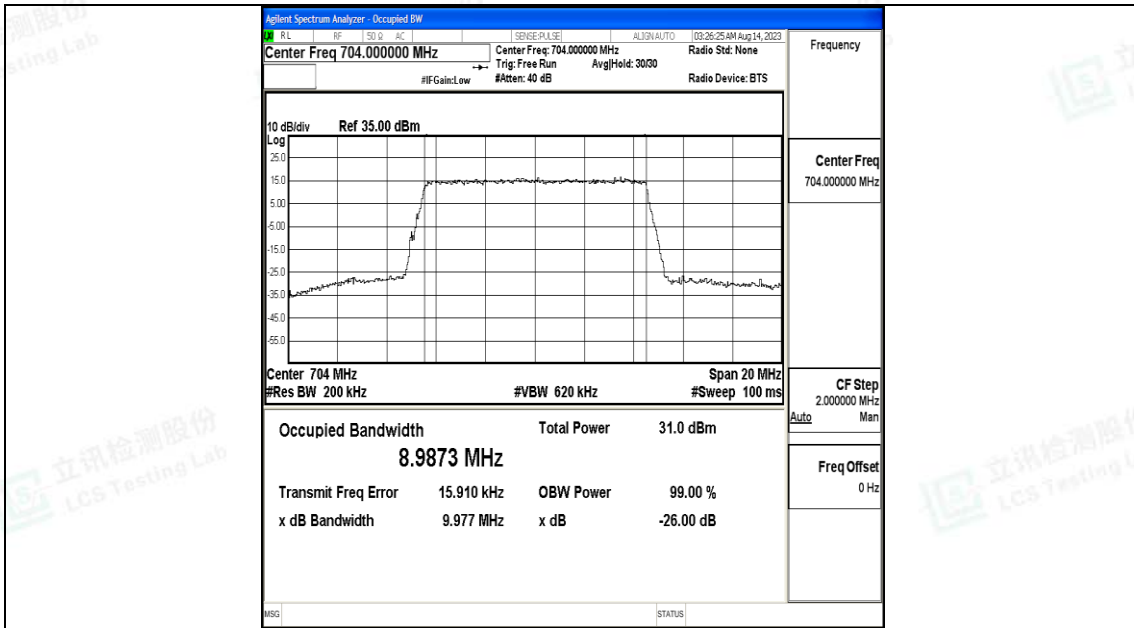 Agilent Spectrum Analyzer - Occupied BW
RL RF 50 Ω AC SENSE:PULSE ALIGN AUTO 03:26:25 AM Aug 14, 2023
Center Freq 704.000000 MHz
Center Freq: 704.000000 MHz
Radio Std: None
Trig: Free Run Avg|Hold: 30/30
#IFGain:Low #Atten: 40 dB Radio Device: BTS
10 dB/div Ref 35.00 dBm
Log
25.0
15.0
5.00
-5.00
-15.0
-25.0
-35.0
-45.0
-55.0
Center 704 MHz Span 20 MHz
#Res BW 200 kHz #VBW 620 kHz #Sweep 100 ms
Occupied Bandwidth Total Power 31.0 dBm
8.9873 MHz
Transmit Freq Error 15.910 kHz OBW Power 99.00 %
x dB Bandwidth 9.977 MHz x dB -26.00 dB
MSG STATUS
Frequency
Center Freq
704.000000 MHz
CF Step
2.000000 MHz
Auto Man
Freq Offset
0 Hz
立讯检测股份
LCS Testing Lab
立讯检测股份
LCS Testing